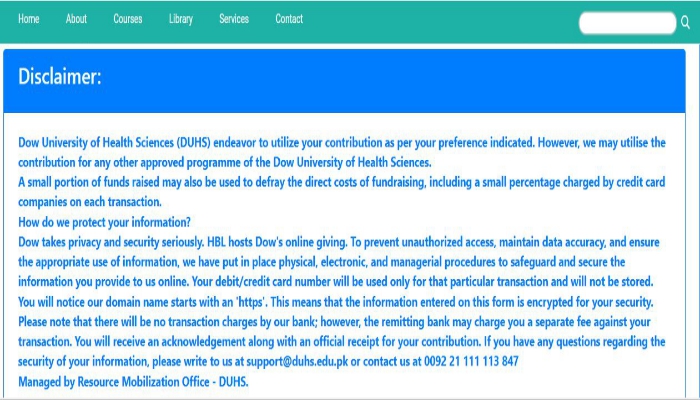 Home About Courses Library Services Contact
Disclaimer:
Dow University of Health Sciences (DUHS) endeavor to utilize your contribution as per your preference indicated. However, we may utilise the
contribution for any other approved programme of the Dow University of Health Sciences.
A small portion of funds raised may also be used to defray the direct costs of fundraising, including a small percentage charged by credit card
companies on each transaction.
How do we protect your information?
Dow takes privacy and security seriously. HBL hosts Dow's online giving. To prevent unauthorized access, maintain data accuracy, and ensure
the appropriate use of information, we have put in place physical, electronic, and managerial procedures to safeguard and secure the
information you provide to us online. Your debit/credit card number will be used only for that particular transaction and will not be stored.
You will notice our domain name starts with an 'https'. This means that the information entered on this form is encrypted for your security.
Please note that there will be no transaction charges by our bank; however, the remitting bank may charge you a separate fee against your
transaction. You will receive an acknowledgement along with an official receipt for your contribution. If you have any questions regarding the
security of your information, please write to us at support@duhs.edu.pk or contact us at 0092 21 111 113 847
Managed by Resource Mobilization Office - DUHS.